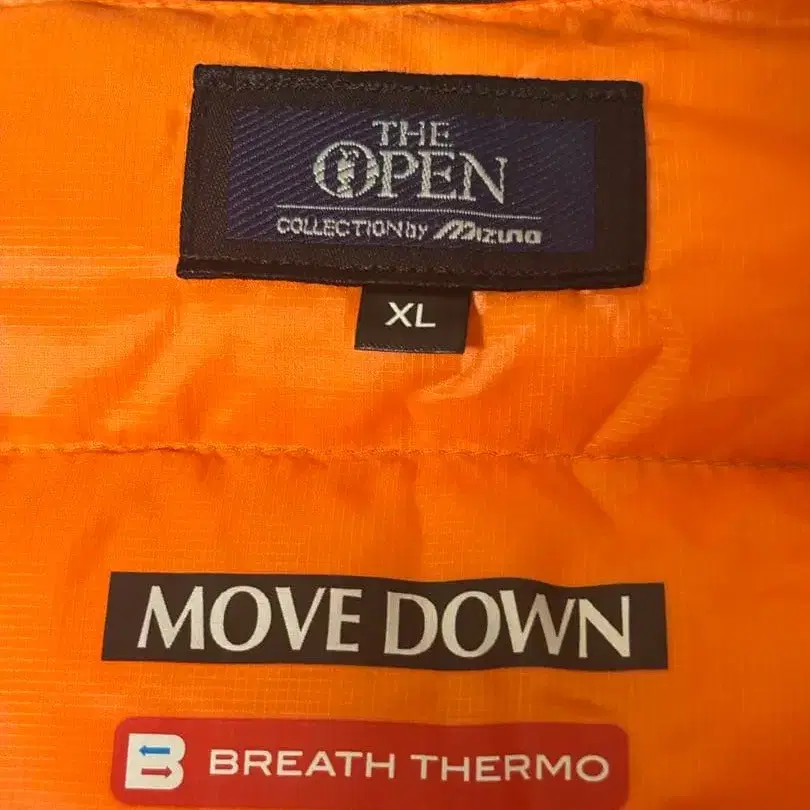 THE
OPEN
COLLECTION by Mizuno
XL
MOVE DOWN
B BREATH THERMO